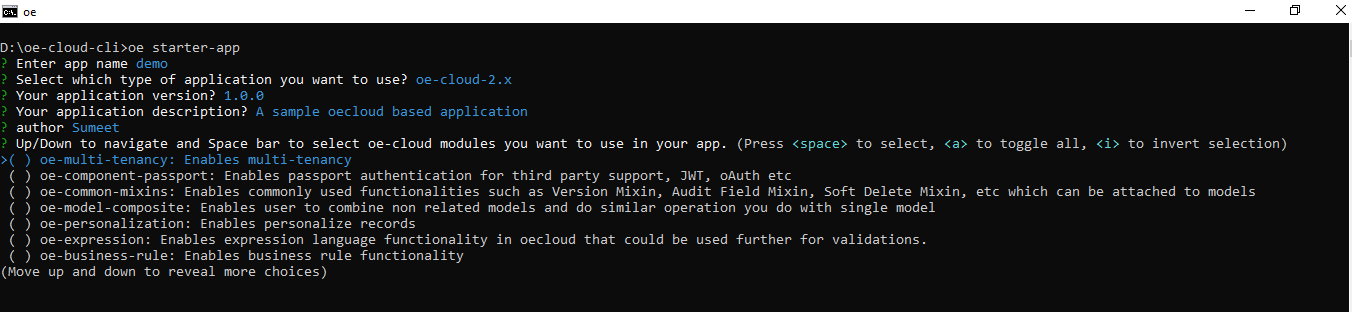 oe
D:\oe-cloud-cli>oe starter-app
? Enter app name demo
? Select which type of application you want to use? oe-cloud-2.x
? Your application version? 1.0.0
? Your application description? A sample oecloud based application
? author Sumeet
? Up/Down to navigate and Space bar to select oe-cloud modules you want to use in your app. (Press <space> to select, <a> to toggle all, <i> to invert selection)
>( ) oe-multi-tenancy: Enables multi-tenancy
( ) oe-component-passport: Enables passport authentication for third party support, JWT, oAuth etc
( ) oe-common-mixins: Enables commonly used functionalities such as Version Mixin, Audit Field Mixin, Soft Delete Mixin, etc which can be attached to models
( ) oe-model-composite: Enables user to combine non related models and do similar operation you do with single model
( ) oe-personalization: Enables personalize records
( ) oe-expression: Enables expression language functionality in oecloud that could be used further for validations.
( ) oe-business-rule: Enables business rule functionality
(Move up and down to reveal more choices)